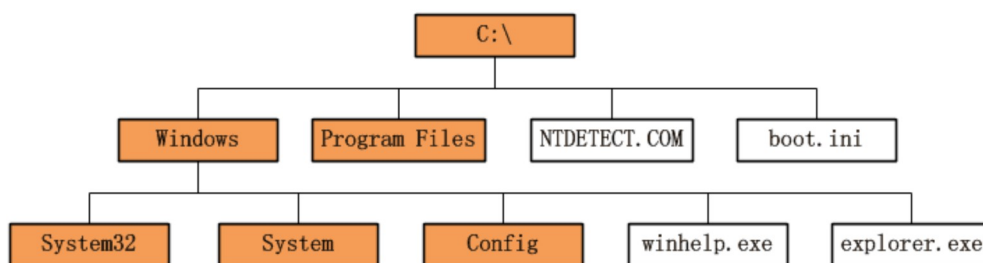 C:\
Windows
Program Files
NTDETECT.COM
boot.ini
System32
System
Config
winhelp.exe
explorer.exe